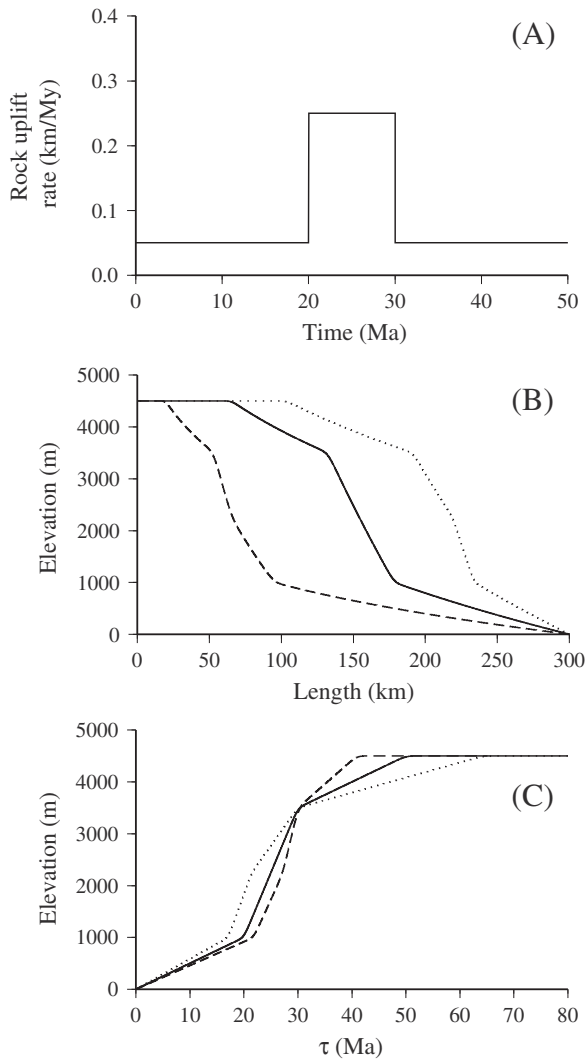 (A)
0.4
0.3
0.2
0.1
0.0
Rock uplift
rate (km/My)
0 10 20 30 40 50
Time (Ma)
(B)
5000
4000
3000
2000
1000
0
Elevation (m)
0 50 100 150 200 250 300
Length (km)
(C)
5000
4000
3000
2000
1000
0
Elevation (m)
0 10 20 30 40 50 60 70 80
τ (Ma)